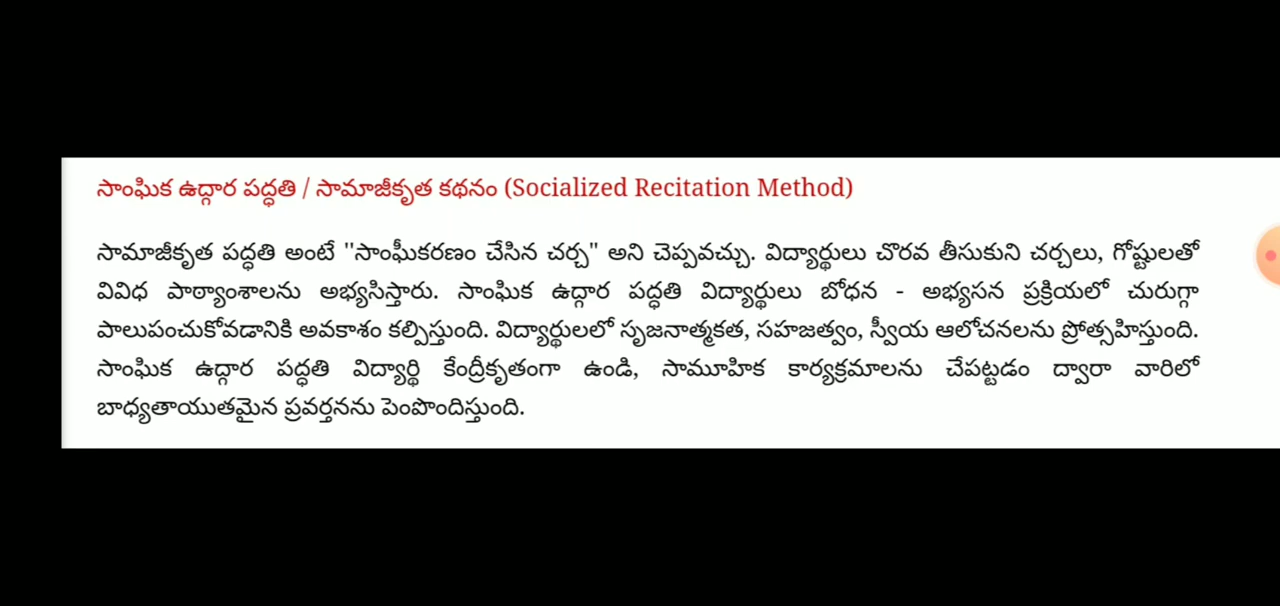 సాంఘిక ఉద్గార పద్ధతి / సామాజీకృత కథనం (Socialized Recitation Method)
సామాజీకృత పద్ధతి అంటే "సాంఘీకరణం చేసిన చర్చ" అని చెప్పవచ్చు. విద్యార్థులు చొరవ తీసుకుని చర్చలు, గోష్టులతో
వివిధ పాఠ్యాంశాలను అభ్యసిస్తారు. సాంఘిక ఉద్గార పద్ధతి విద్యార్థులు బోధన - అభ్యసన ప్రక్రియలో చురుగ్గా
పాలుపంచుకోవడానికి అవకాశం కల్పిస్తుంది. విద్యార్థులలో సృజనాత్మకత, సహజత్వం, స్వీయ ఆలోచనలను ప్రోత్సహిస్తుంది.
సాంఘిక ఉద్గార పద్ధతి విద్యార్థి కేంద్రీకృతంగా ఉండి, సామూహిక కార్యక్రమాలను చేపట్టడం ద్వారా వారిలో
బాధ్యతాయుతమైన ప్రవర్తనను పెంపొందిస్తుంది.